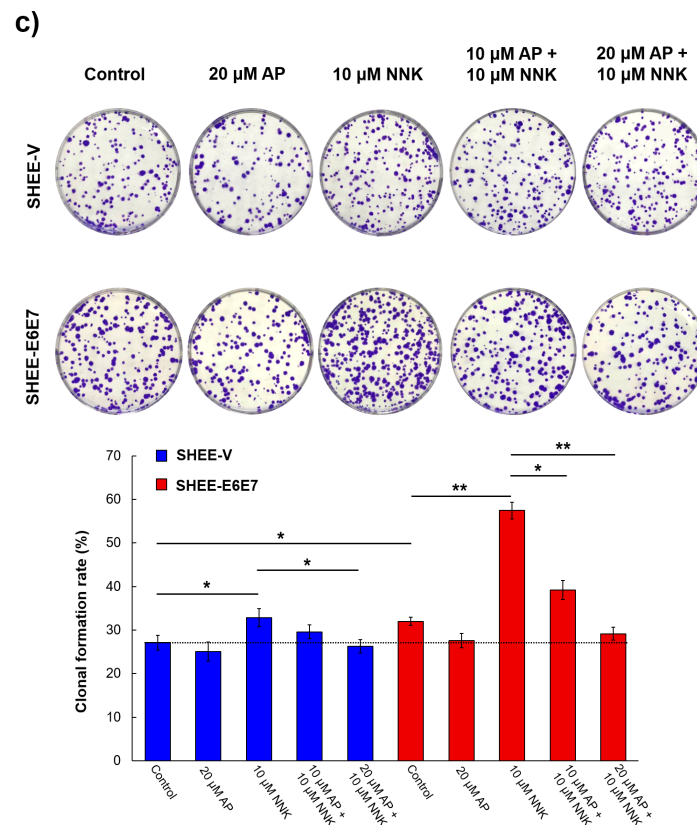 c)
Control
20 µM AP
10 µM NNK
10 µM AP +
10 µM NNK
20 µM AP +
10 µM NNK
SHEE-V
SHEE-E6E7
70
60
50
40
30
20
10
0
Clonal formation rate (%)
SHEE-V
SHEE-E6E7
*
*
*
**
*
**
Control
20 µM AP
10 µM NNK
10 µM AP +
10 µM NNK
20 µM AP +
10 µM NNK
Control
20 µM AP
10 µM NNK
10 µM AP +
10 µM NNK
20 µM AP +
10 µM NNK